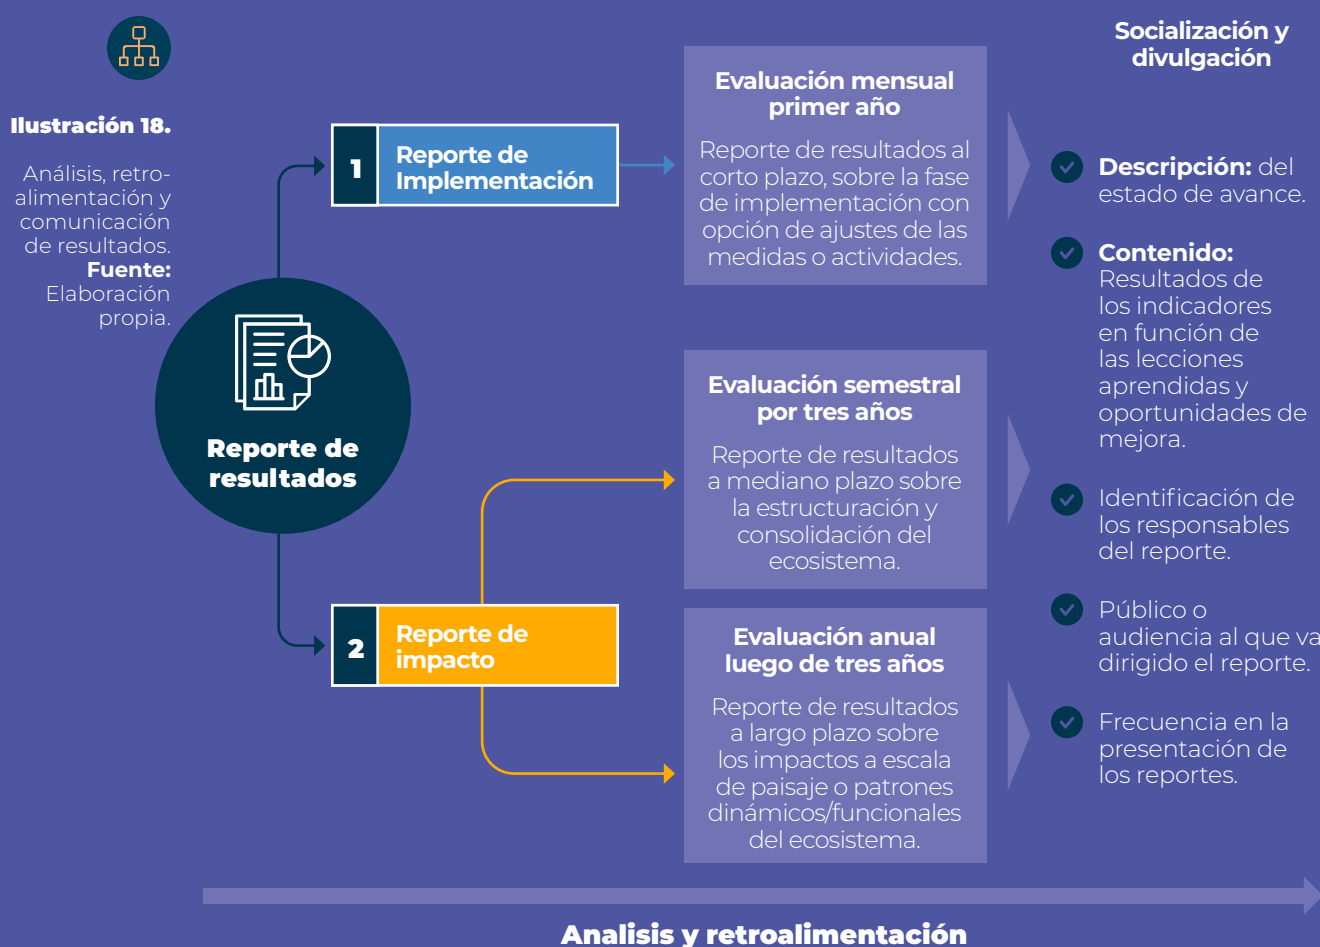 Ilustración 18.
Análisis, retro-
alimentación y
comunicación
de resultados.
Fuente:
Elaboración
propia.
Reporte de
resultados
1
Reporte de
Implementación
2
Reporte de
impacto
Evaluación mensual
primer año
Reporte de resultados al
corto plazo, sobre la fase
de implementación con
opción de ajustes de las
medidas o actividades.
Evaluación semestral
por tres años
Reporte de resultados
a mediano plazo sobre
la estructuración y
consolidación del
ecosistema.
Evaluación anual
luego de tres años
Reporte de resultados
a largo plazo sobre
los impactos a escala
de paisaje o patrones
dinámicos/funcionales
del ecosistema.
Socialización y
divulgación
Descripción: del
estado de avance.
Contenido:
Resultados de
los indicadores
en función de
las lecciones
aprendidas y
oportunidades de
mejora.
Identificación de
los responsables
del reporte.
Público o
audiencia al que va
dirigido el reporte.
Frecuencia en la
presentación de
los reportes.
Analisis y retroalimentación